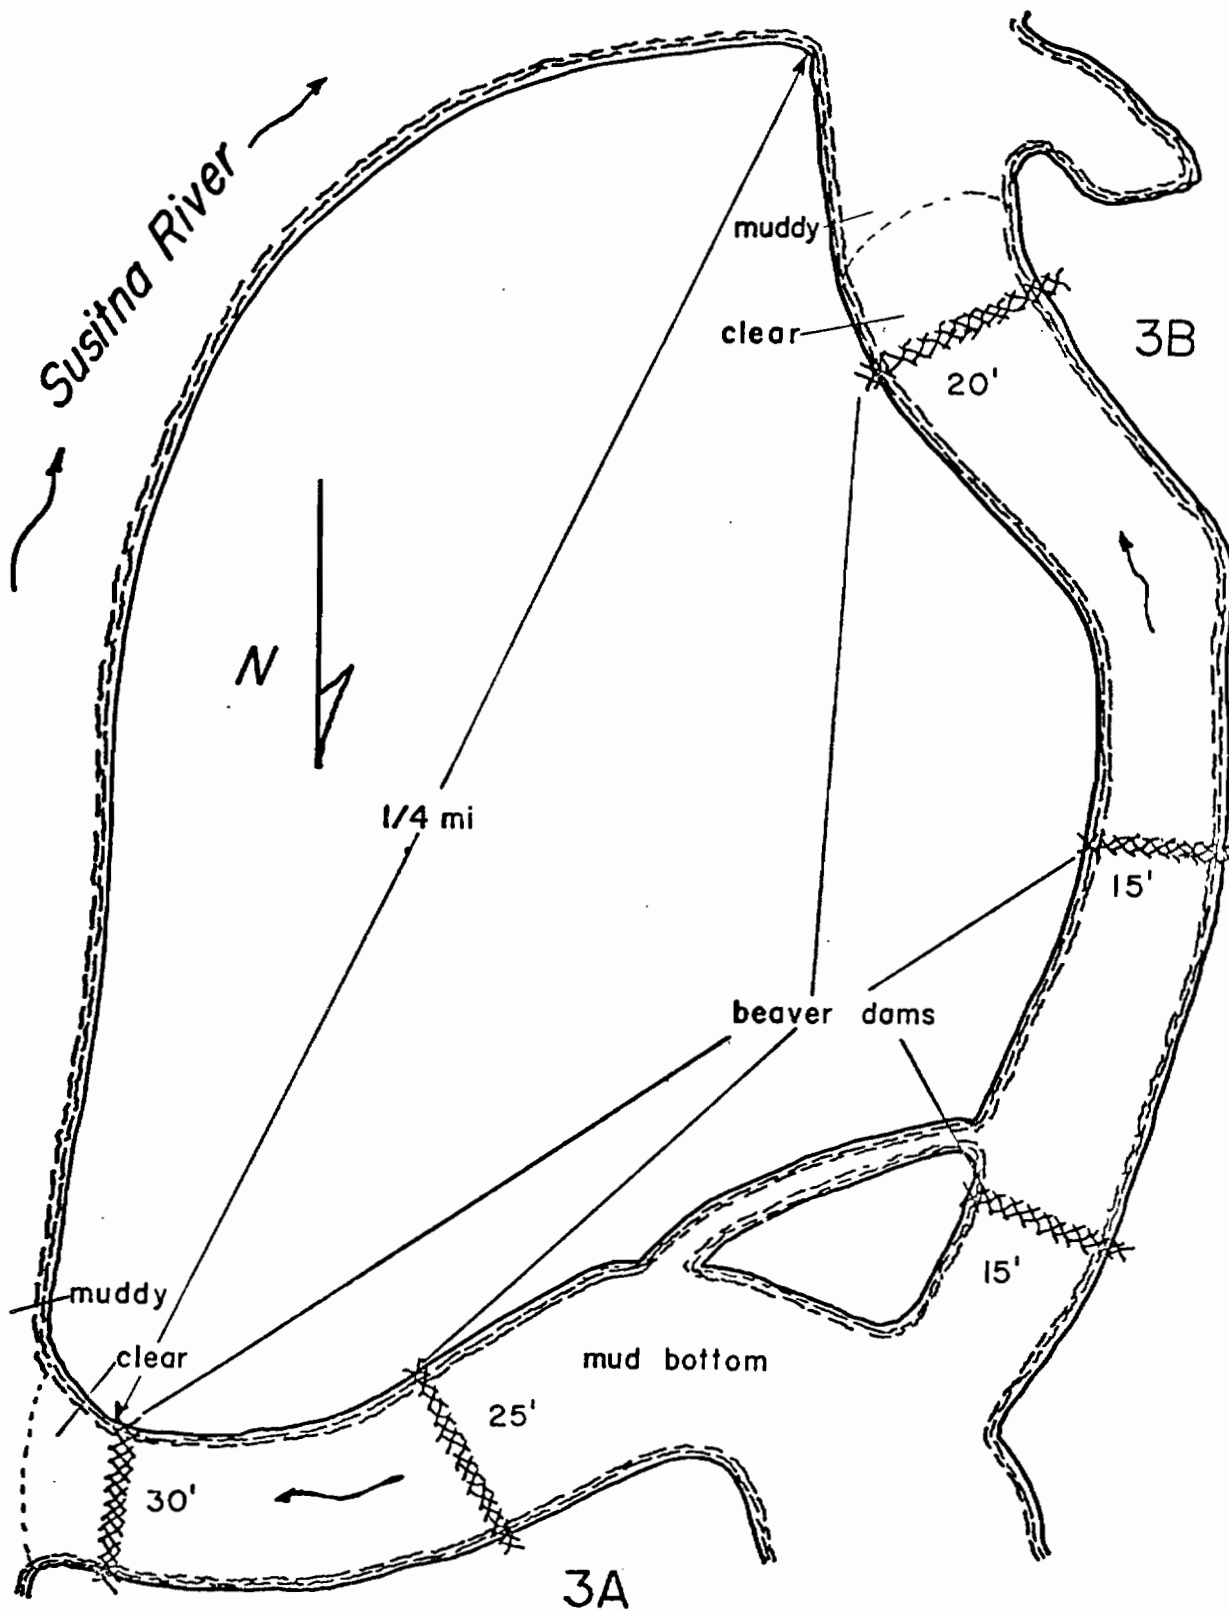 Susitna River
muddy
clear
3B
20'
N
1/4 mi
15'
beaver dams
15'
muddy
clear
mud bottom
25'
30'
3A